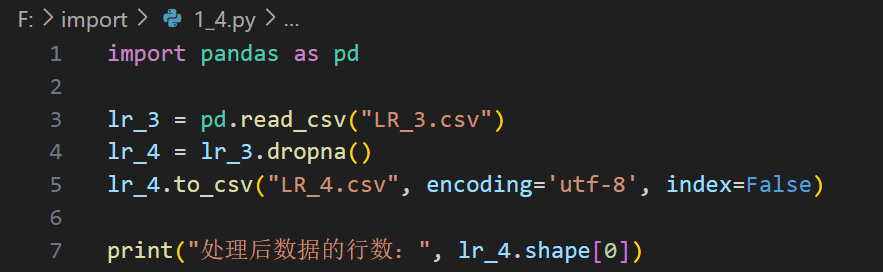 F: > import > 1_4.py > ...
1 import pandas as pd
2
3 lr_3 = pd.read_csv("LR_3.csv")
4 lr_4 = lr_3.dropna()
5 lr_4.to_csv("LR_4.csv", encoding='utf-8', index=False)
6
7 print("处理后数据的行数：", lr_4.shape[0])